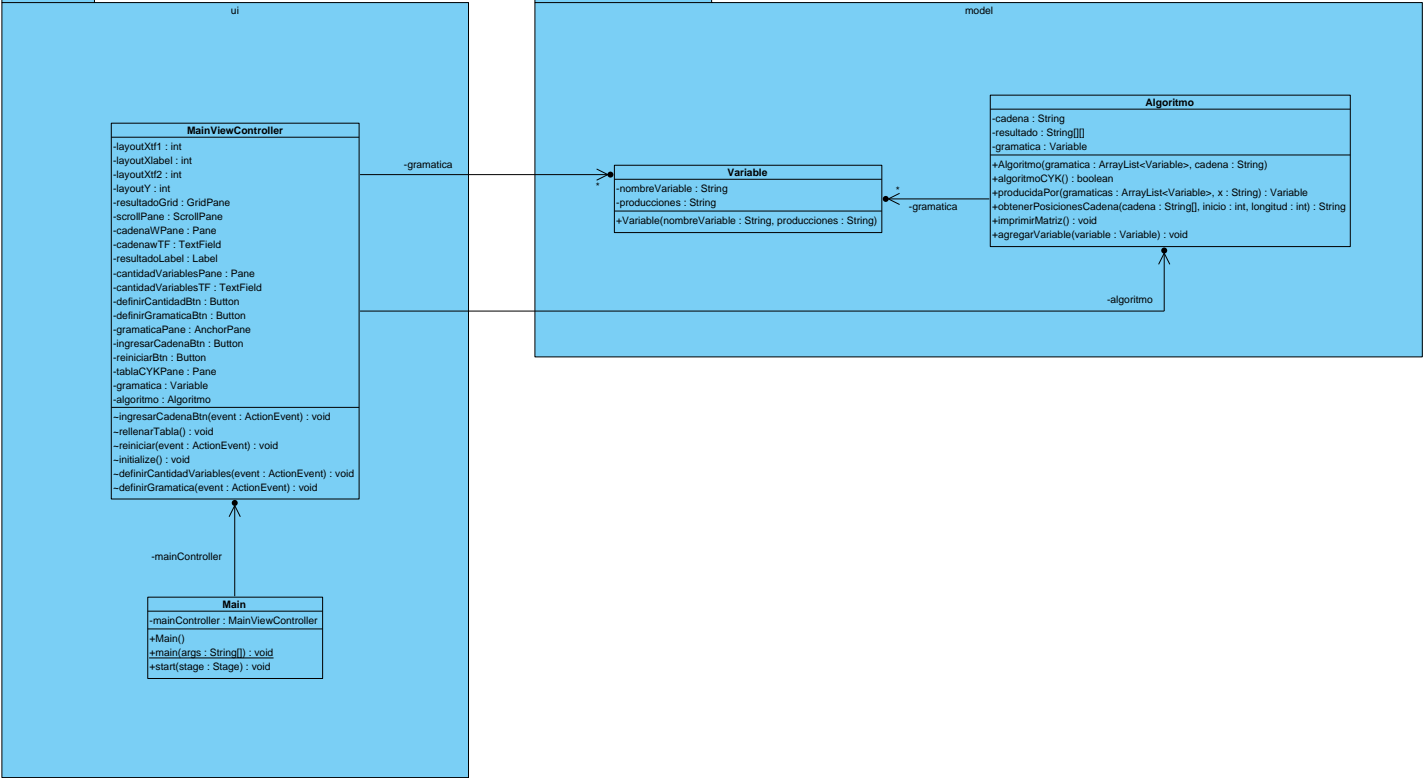 ui
MainViewController
-layoutXtf1 : int
-layoutXlabel : int
-layoutXtf2 : int
-layoutY : int
-resultadoGrid : GridPane
-scrollPane : ScrollPane
-cadenaWPane : Pane
-cadenawTF : TextField
-resultadoLabel : Label
-cantidadVariablesPane : Pane
-cantidadVariablesTF : TextField
-definirCantidadBtn : Button
-definirGramaticaBtn : Button
-gramaticaPane : AnchorPane
-ingresarCadenaBtn : Button
-reiniciarBtn : Button
-tablaCYKPane : Pane
-gramatica : Variable
-algoritmo : Algoritmo
~ingresarCadenaBtn(event : ActionEvent) : void
~rellenarTabla() : void
~reiniciar(event : ActionEvent) : void
~initialize() : void
~definirCantidadVariables(event : ActionEvent) : void
~definirGramatica(event : ActionEvent) : void
-mainController
Main
-mainController : MainViewController
+Main()
+main(args : String[]) : void
+start(stage : Stage) : void
model
-gramatica
*
Variable
-nombreVariable : String
-producciones : String
+Variable(nombreVariable : String, producciones : String)
*
-gramatica
Algoritmo
-cadena : String
-resultado : String[][]
-gramatica : Variable
+Algoritmo(gramatica : ArrayList<Variable>, cadena : String)
+algoritmoCYK() : boolean
+producidaPor(gramaticas : ArrayList<Variable>, x : String) : Variable
+obtenerPosicionesCadena(cadena : String[], inicio : int, longitud : int) : String
+imprimirMatriz() : void
+agregarVariable(variable : Variable) : void
-algoritmo